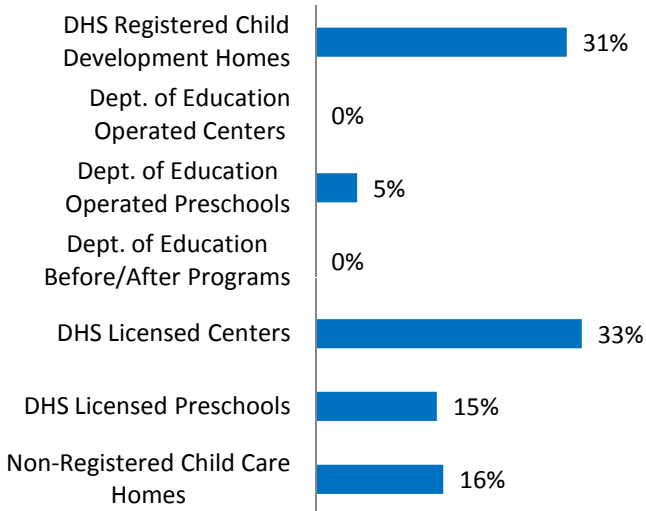 DHS Registered Child
Development Homes
31%
Dept. of Education
Operated Centers
0%
Dept. of Education
Operated Preschools
5%
Dept. of Education
Before/After Programs
0%
DHS Licensed Centers
33%
DHS Licensed Preschools
15%
Non-Registered Child Care
Homes
16%